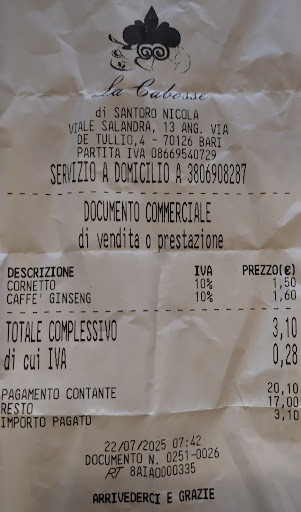 La Cabosse
di SANTORO NICOLA
VIALE SALANDRA, 13 ANG. VIA
DE TULLIO,4 - 70126 BARI
PARTITA IVA 08669540729
SERVIZIO A DOMICILIO A 3806908287
DOCUMENTO COMMERCIALE
di vendita o prestazione
DESCRIZIONE IVA PREZZO(€)
CORNETTO 10% 1,50
CAFFE' GINSENG 10% 1,60
TOTALE COMPLESSIVO 3,10
di cui IVA 0,28
PAGAMENTO CONTANTE 20,10
RESTO 17,00
IMPORTO PAGATO 3,10
22/07/2025 07:42
DOCUMENTO N. 0251-0026
RT 8AIA0000335
ARRIVEDERCI E GRAZIE